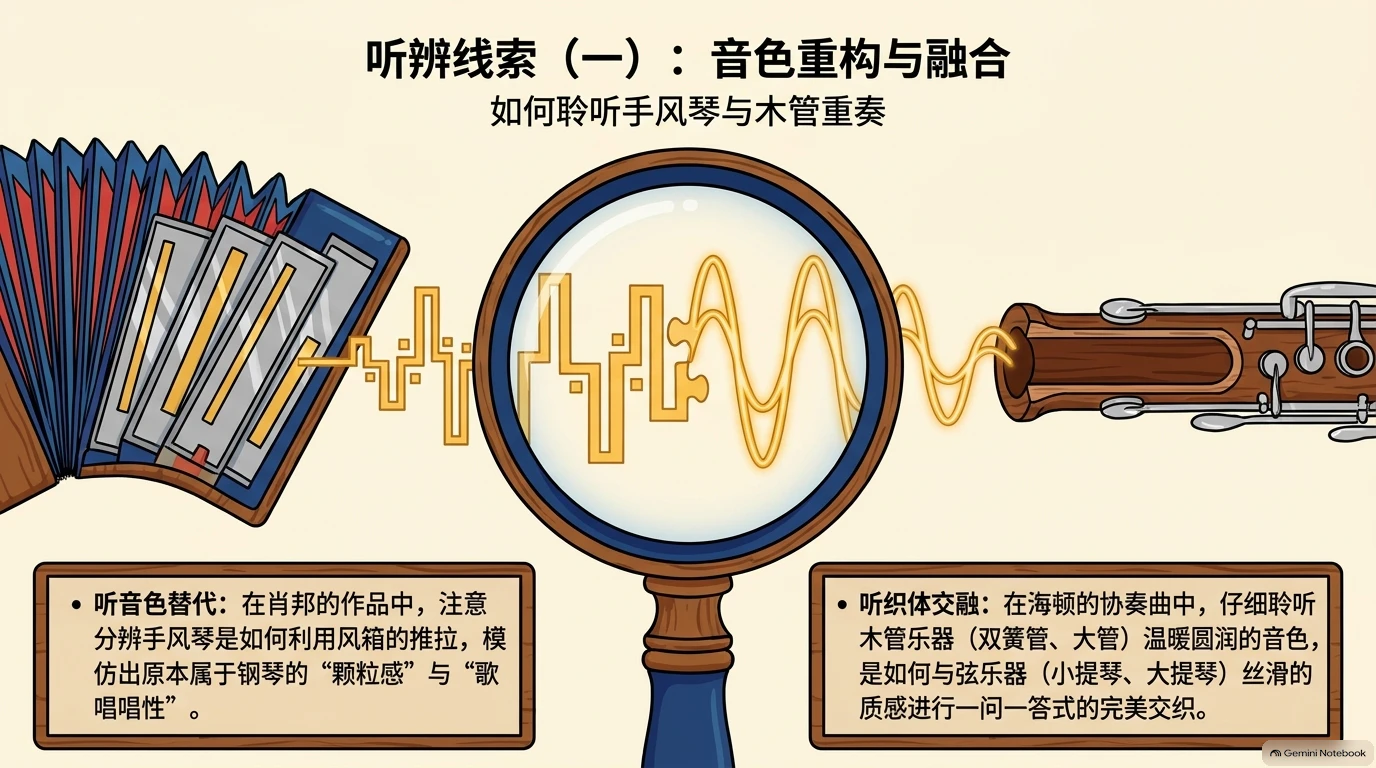 听辨线索（一）：音色重构与融合
如何聆听手风琴与木管重奏
• 听音色替代：在肖邦的作品中，注意
分辨手风琴是如何利用风箱的推拉，模
仿出原本属于钢琴的“颗粒感”与“歌
唱唱性”。
• 听织体交融：在海顿的协奏曲中，仔细聆听
木管乐器（双簧管、大管）温暖圆润的音色，
是如何与弦乐器（小提琴、大提琴）丝滑的
质感进行一问一答式的完美交织。
Gemini Notebook